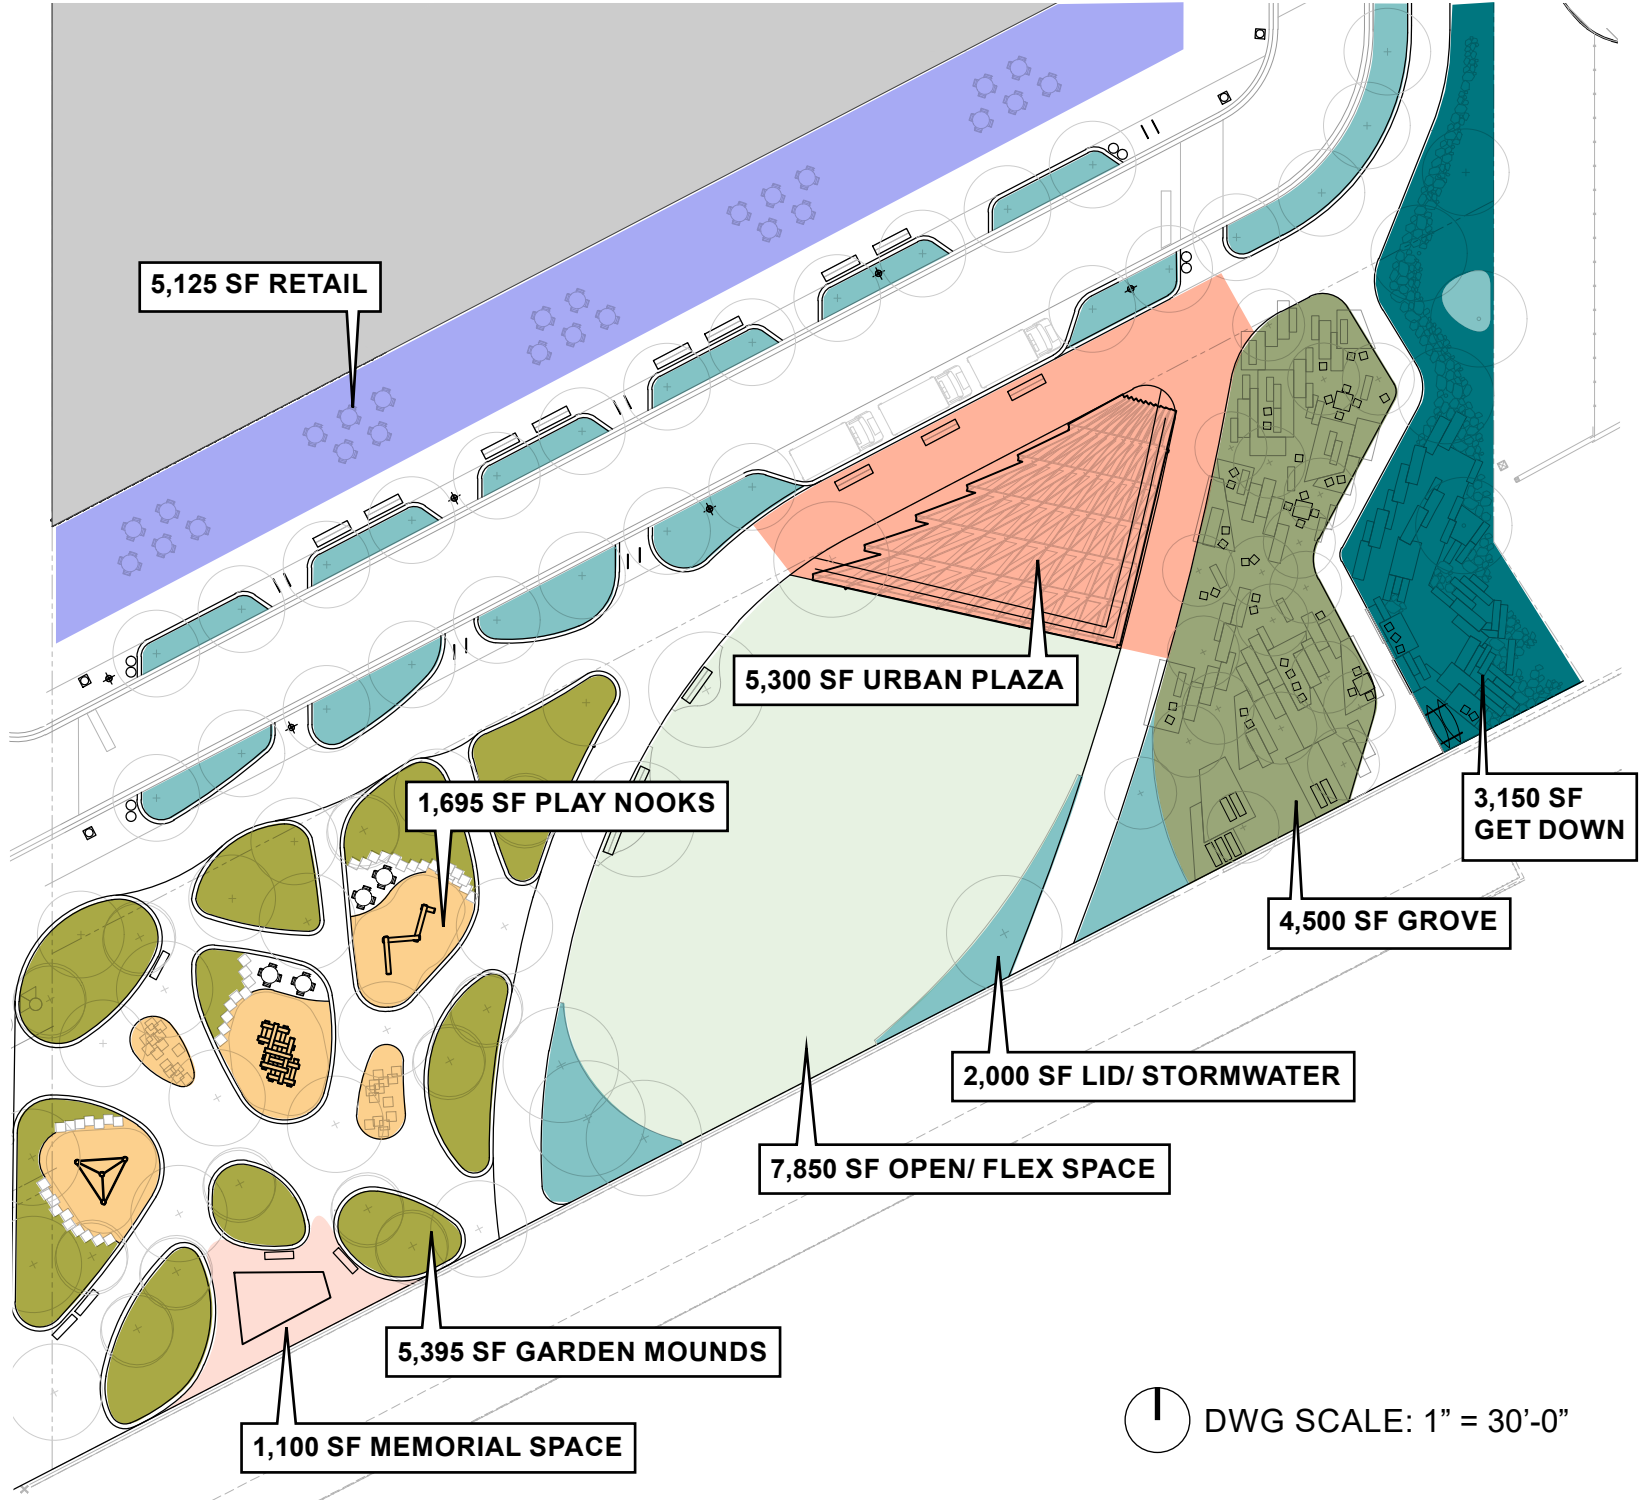 5,125 SF RETAIL
5,300 SF URBAN PLAZA
1,695 SF PLAY NOOKS
3,150 SF
GET DOWN
4,500 SF GROVE
2,000 SF LID/ STORMWATER
7,850 SF OPEN/ FLEX SPACE
5,395 SF GARDEN MOUNDS
1,100 SF MEMORIAL SPACE
DWG SCALE: 1” = 30’-0”